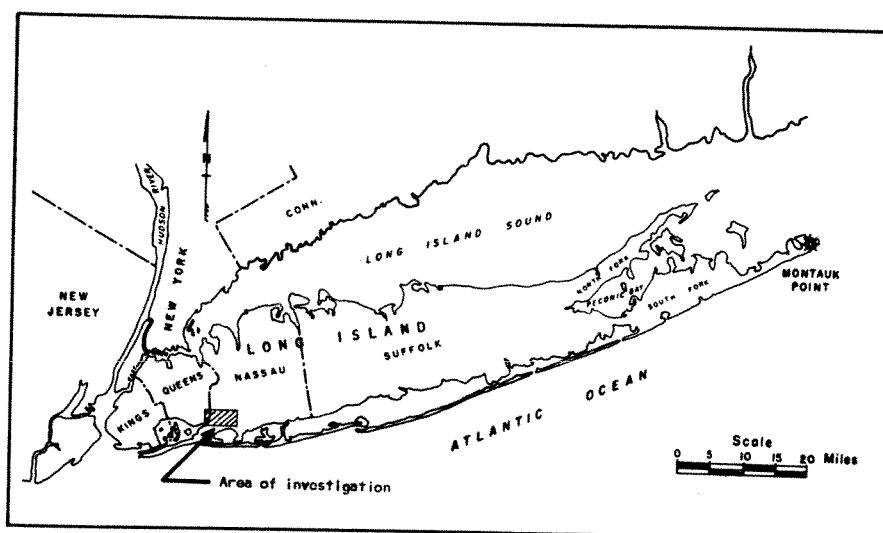 N
HUDSON RIVER
CONN.
NEW YORK
LONG ISLAND SOUND
NEW JERSEY
NORTH FORK
PECONIC BAY
SOUTH FORK
MONTAUK POINT
LONG ISLAND
SUFFOLK
NASSAU
QUEENS
KINGS
ATLANTIC OCEAN
Area of investigation
Scale
0 5 10 15 20 Miles